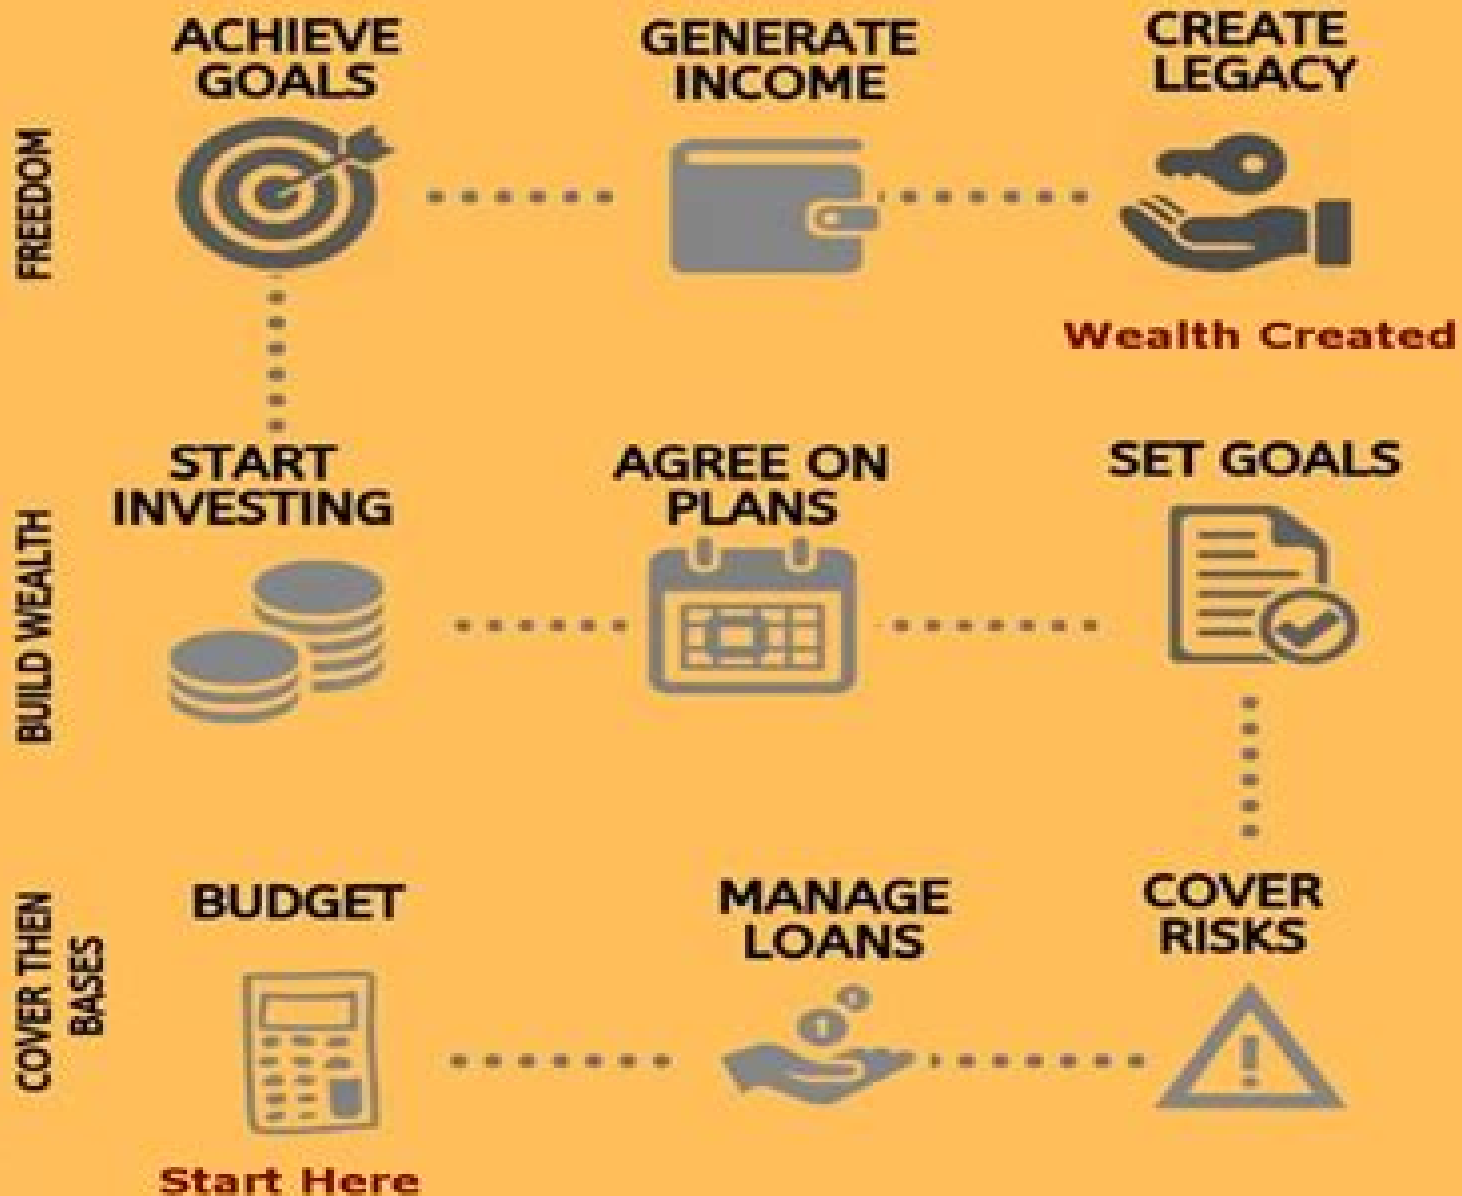 ACHIEVE
GOALS
GENERATE
INCOME
CREATE
LEGACY
FREEDOM
Wealth Created
START
INVESTING
AGREE ON
PLANS
SET GOALS
BUILD WEALTH
BUDGET
MANAGE
LOANS
COVER
RISKS
COVER THEN
BASES
1
Start Here